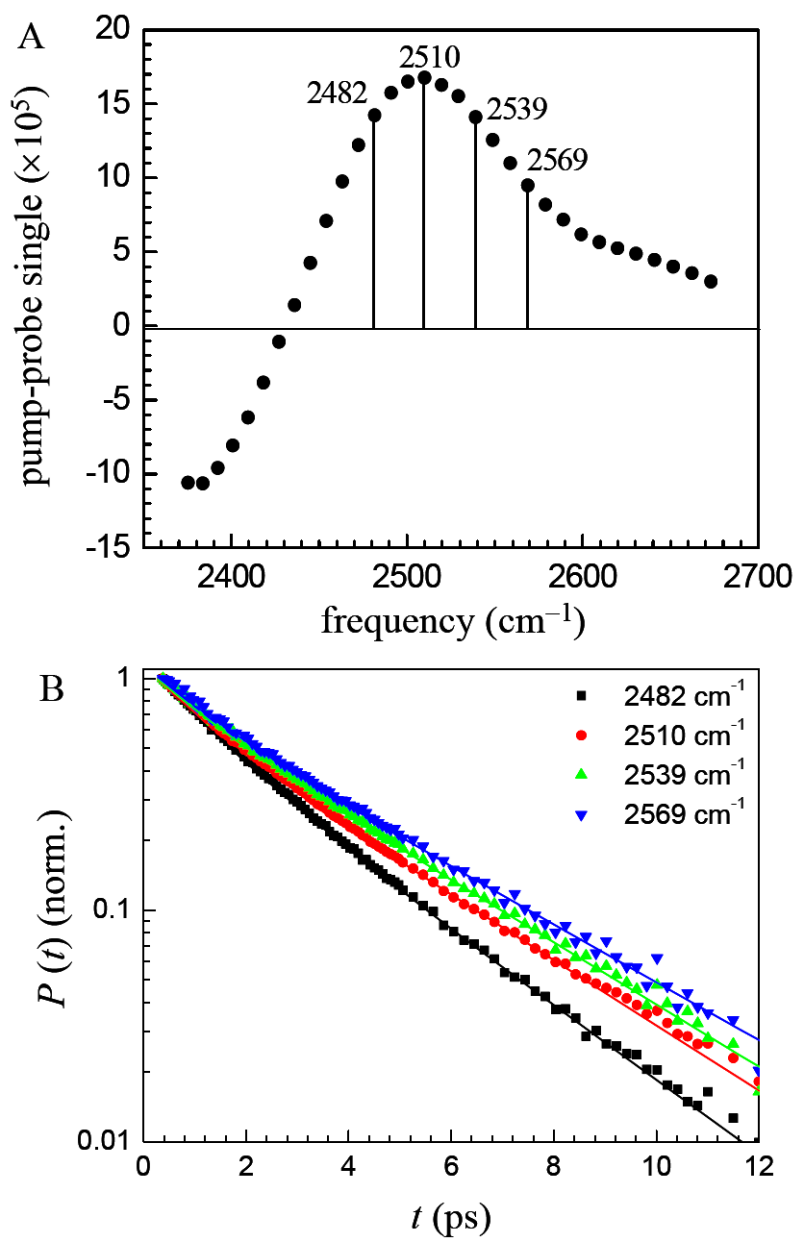 A
pump-probe single (×10⁵)
20
15
10
5
0
-5
-10
-15
2482
2510
2539
2569
2400
2500
2600
2700
frequency (cm⁻¹)
B
P (t) (norm.)
1
0.1
0.01
2482 cm⁻¹
2510 cm⁻¹
2539 cm⁻¹
2569 cm⁻¹
0
2
4
6
8
10
12
t (ps)